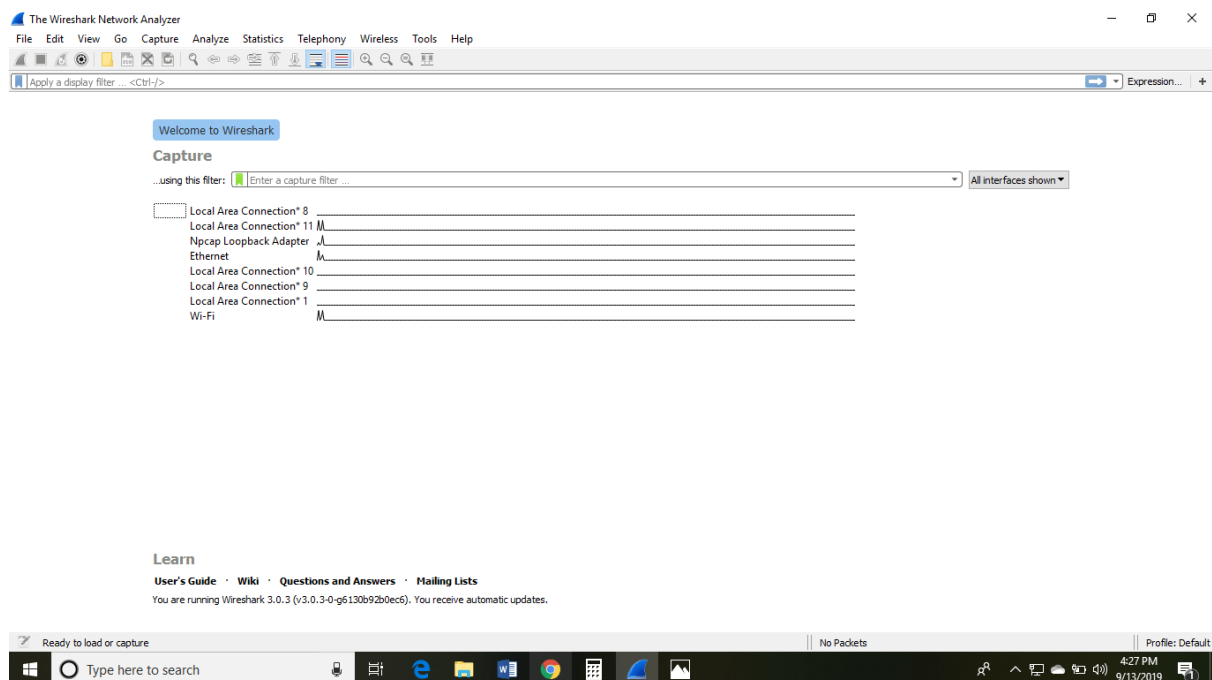 The Wireshark Network Analyzer
File Edit View Go Capture Analyze Statistics Telephony Wireless Tools Help
Apply a display filter ... <Ctrl-/> Expression... +
Welcome to Wireshark
Capture
...using this filter: Enter a capture filter ... All interfaces shown
Local Area Connection* 8
Local Area Connection* 11
Npcap Loopback Adapter
Ethernet
Local Area Connection* 10
Local Area Connection* 9
Local Area Connection* 1
Wi-Fi
Learn
User's Guide · Wiki · Questions and Answers · Mailing Lists
You are running Wireshark 3.0.3 (v3.0.3-0-g6130b92b0ec6). You receive automatic updates.
Ready to load or capture No Packets Profile: Default
Type here to search 4:27 PM
9/13/2019